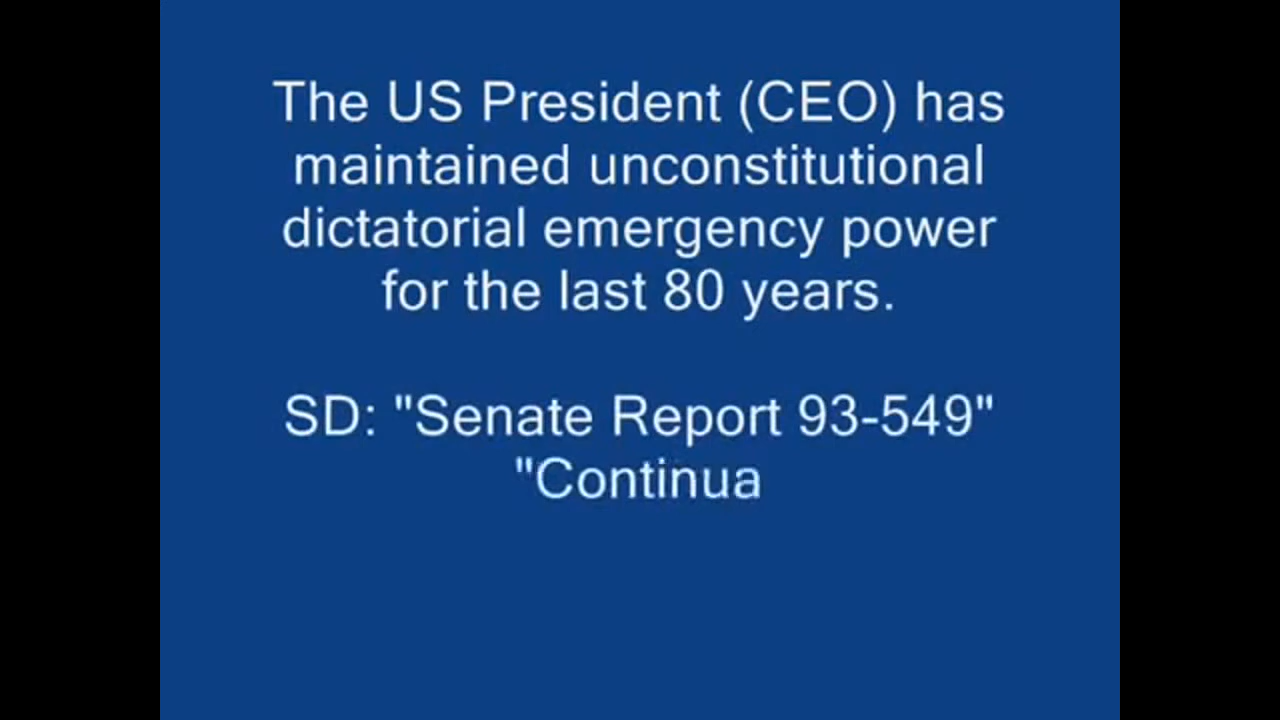 The US President (CEO) has
maintained unconstitutional
dictatorial emergency power
for the last 80 years.
SD: "Senate Report 93-549"
"Continua